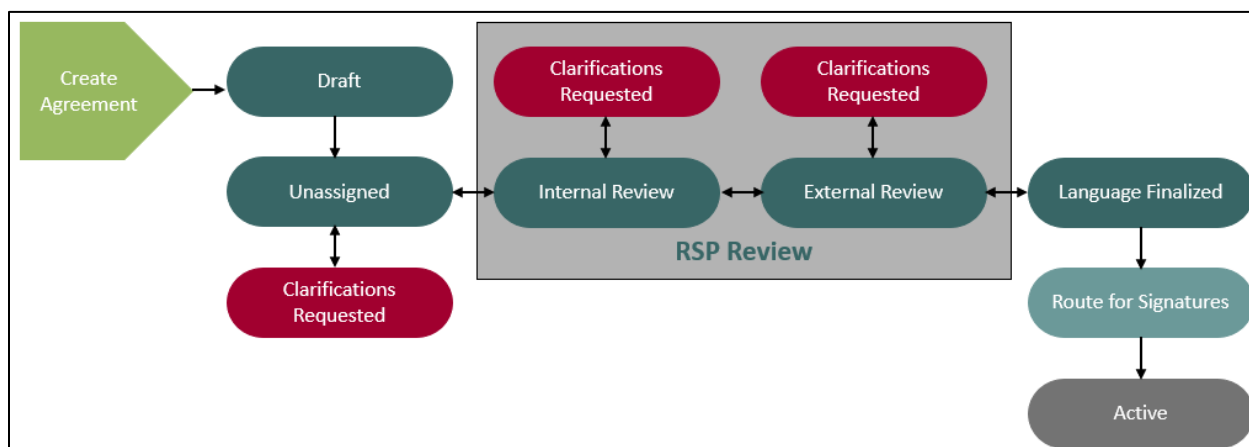 Create
Agreement
Draft
Unassigned
Clarifications
Requested
Clarifications
Requested
Clarifications
Requested
Internal Review
External Review
RSP Review
Language Finalized
Route for Signatures
Active